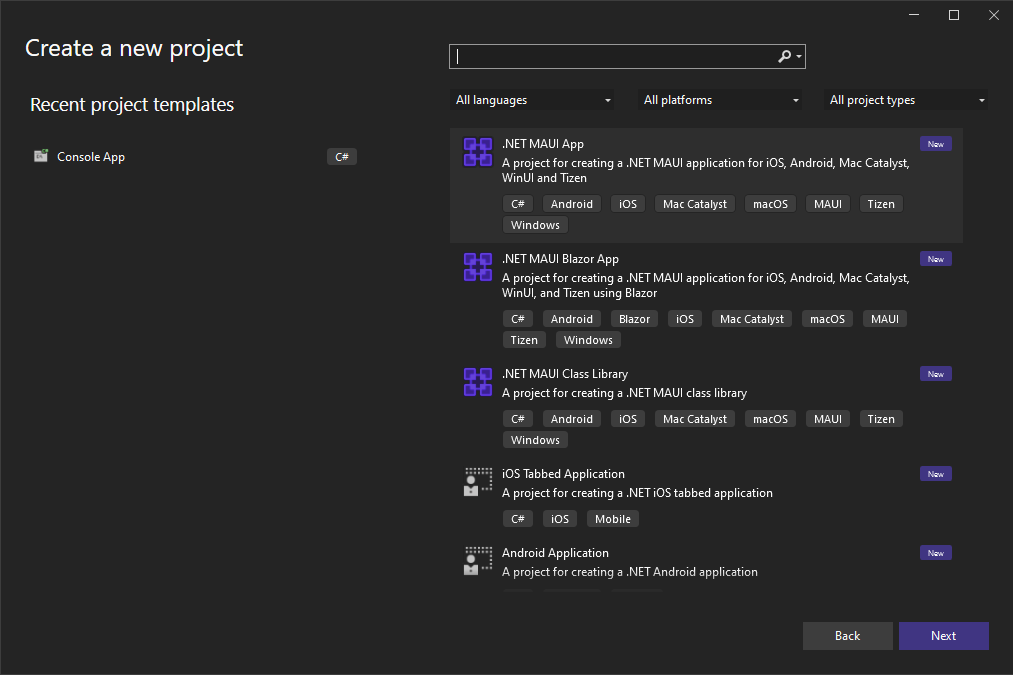 Create a new project
Recent project templates
Console App
C#
All languages
All platforms
All project types
.NET MAUI App
New
A project for creating a .NET MAUI application for iOS, Android, Mac Catalyst,
WinUI and Tizen
C# Android iOS Mac Catalyst macOS MAUI Tizen
Windows
.NET MAUI Blazor App
New
A project for creating a .NET MAUI application for iOS, Android, Mac Catalyst,
WinUI, and Tizen using Blazor
C# Android Blazor iOS Mac Catalyst macOS MAUI
Tizen Windows
.NET MAUI Class Library
New
A project for creating a .NET MAUI class library
C# Android iOS Mac Catalyst macOS MAUI Tizen
Windows
iOS Tabbed Application
New
A project for creating a .NET iOS tabbed application
C# iOS Mobile
Android Application
New
A project for creating a .NET Android application
Back
Next